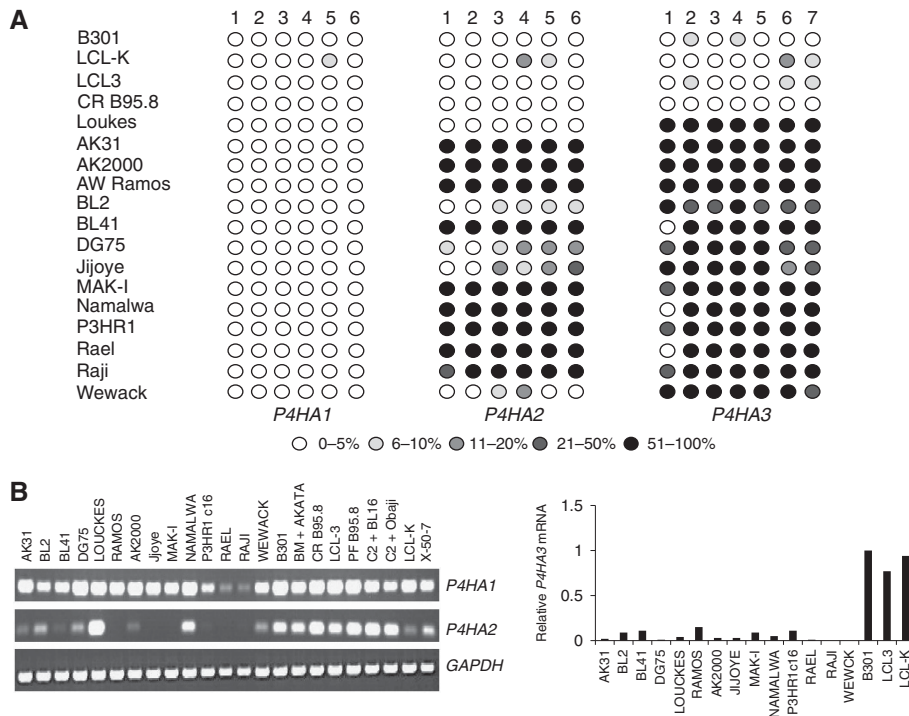 A
1 2 3 4 5 6 1 2 3 4 5 6 1 2 3 4 5 6 7
B301
LCL-K
LCL3
CR B95.8
Loukes
AK31
AK2000
AW Ramos
BL2
BL41
DG75
Jijoye
MAK-I
Namalwa
P3HR1
Rael
Raji
Wewack
P4HA1 P4HA2 P4HA3
0–5% 6–10% 11–20% 21–50% 51–100%
B
AK31
BL2
BL41
DG75
LOUCKES
RAMOS
AK2000
Jjoye
MAK-I
NAMALWA
P3HR1 c16
RAEL
RAJI
WEWACK
B301
BM + AKATA
CR B95.8
LCL-3
PF B95.8
C2 + BL16
C2 + Obaji
LCL-K
X-50-7
P4HA1
P4HA2
GAPDH
Relative P4HA3 mRNA
1.5
1
0.5
0
AK31
BL2
BL41
DG75
LOUCKES
RAMOS
AK2000
JIJOYE
MAK-I
NAMALWA
P3HR1c16
RAEL
RAJI
WEWCK
B301
LCL3
LCL-K